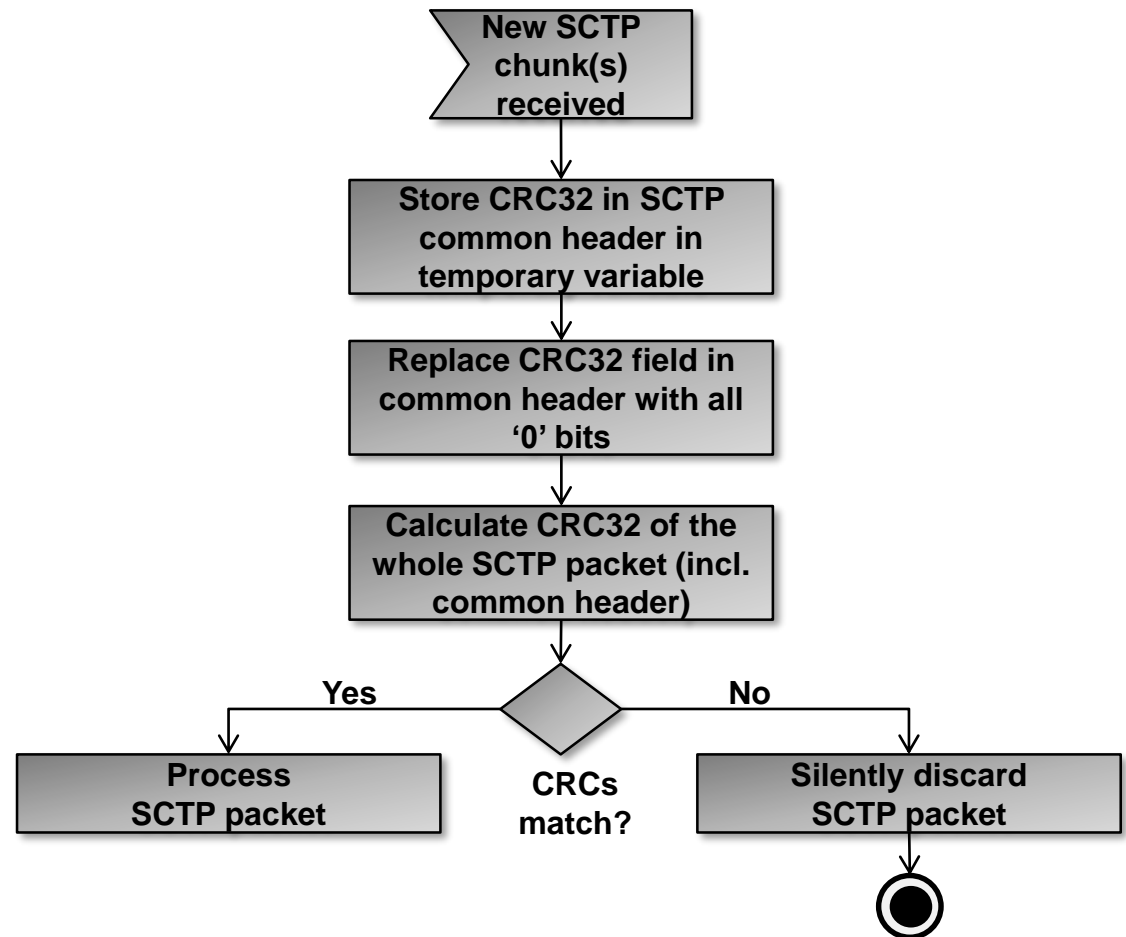 New SCTP
chunk(s)
received
Store CRC32 in SCTP
common header in
temporary variable
Replace CRC32 field in
common header with all
‘0’ bits
Calculate CRC32 of the
whole SCTP packet (incl.
common header)
Yes
No
CRCs
match?
Process
SCTP packet
Silently discard
SCTP packet